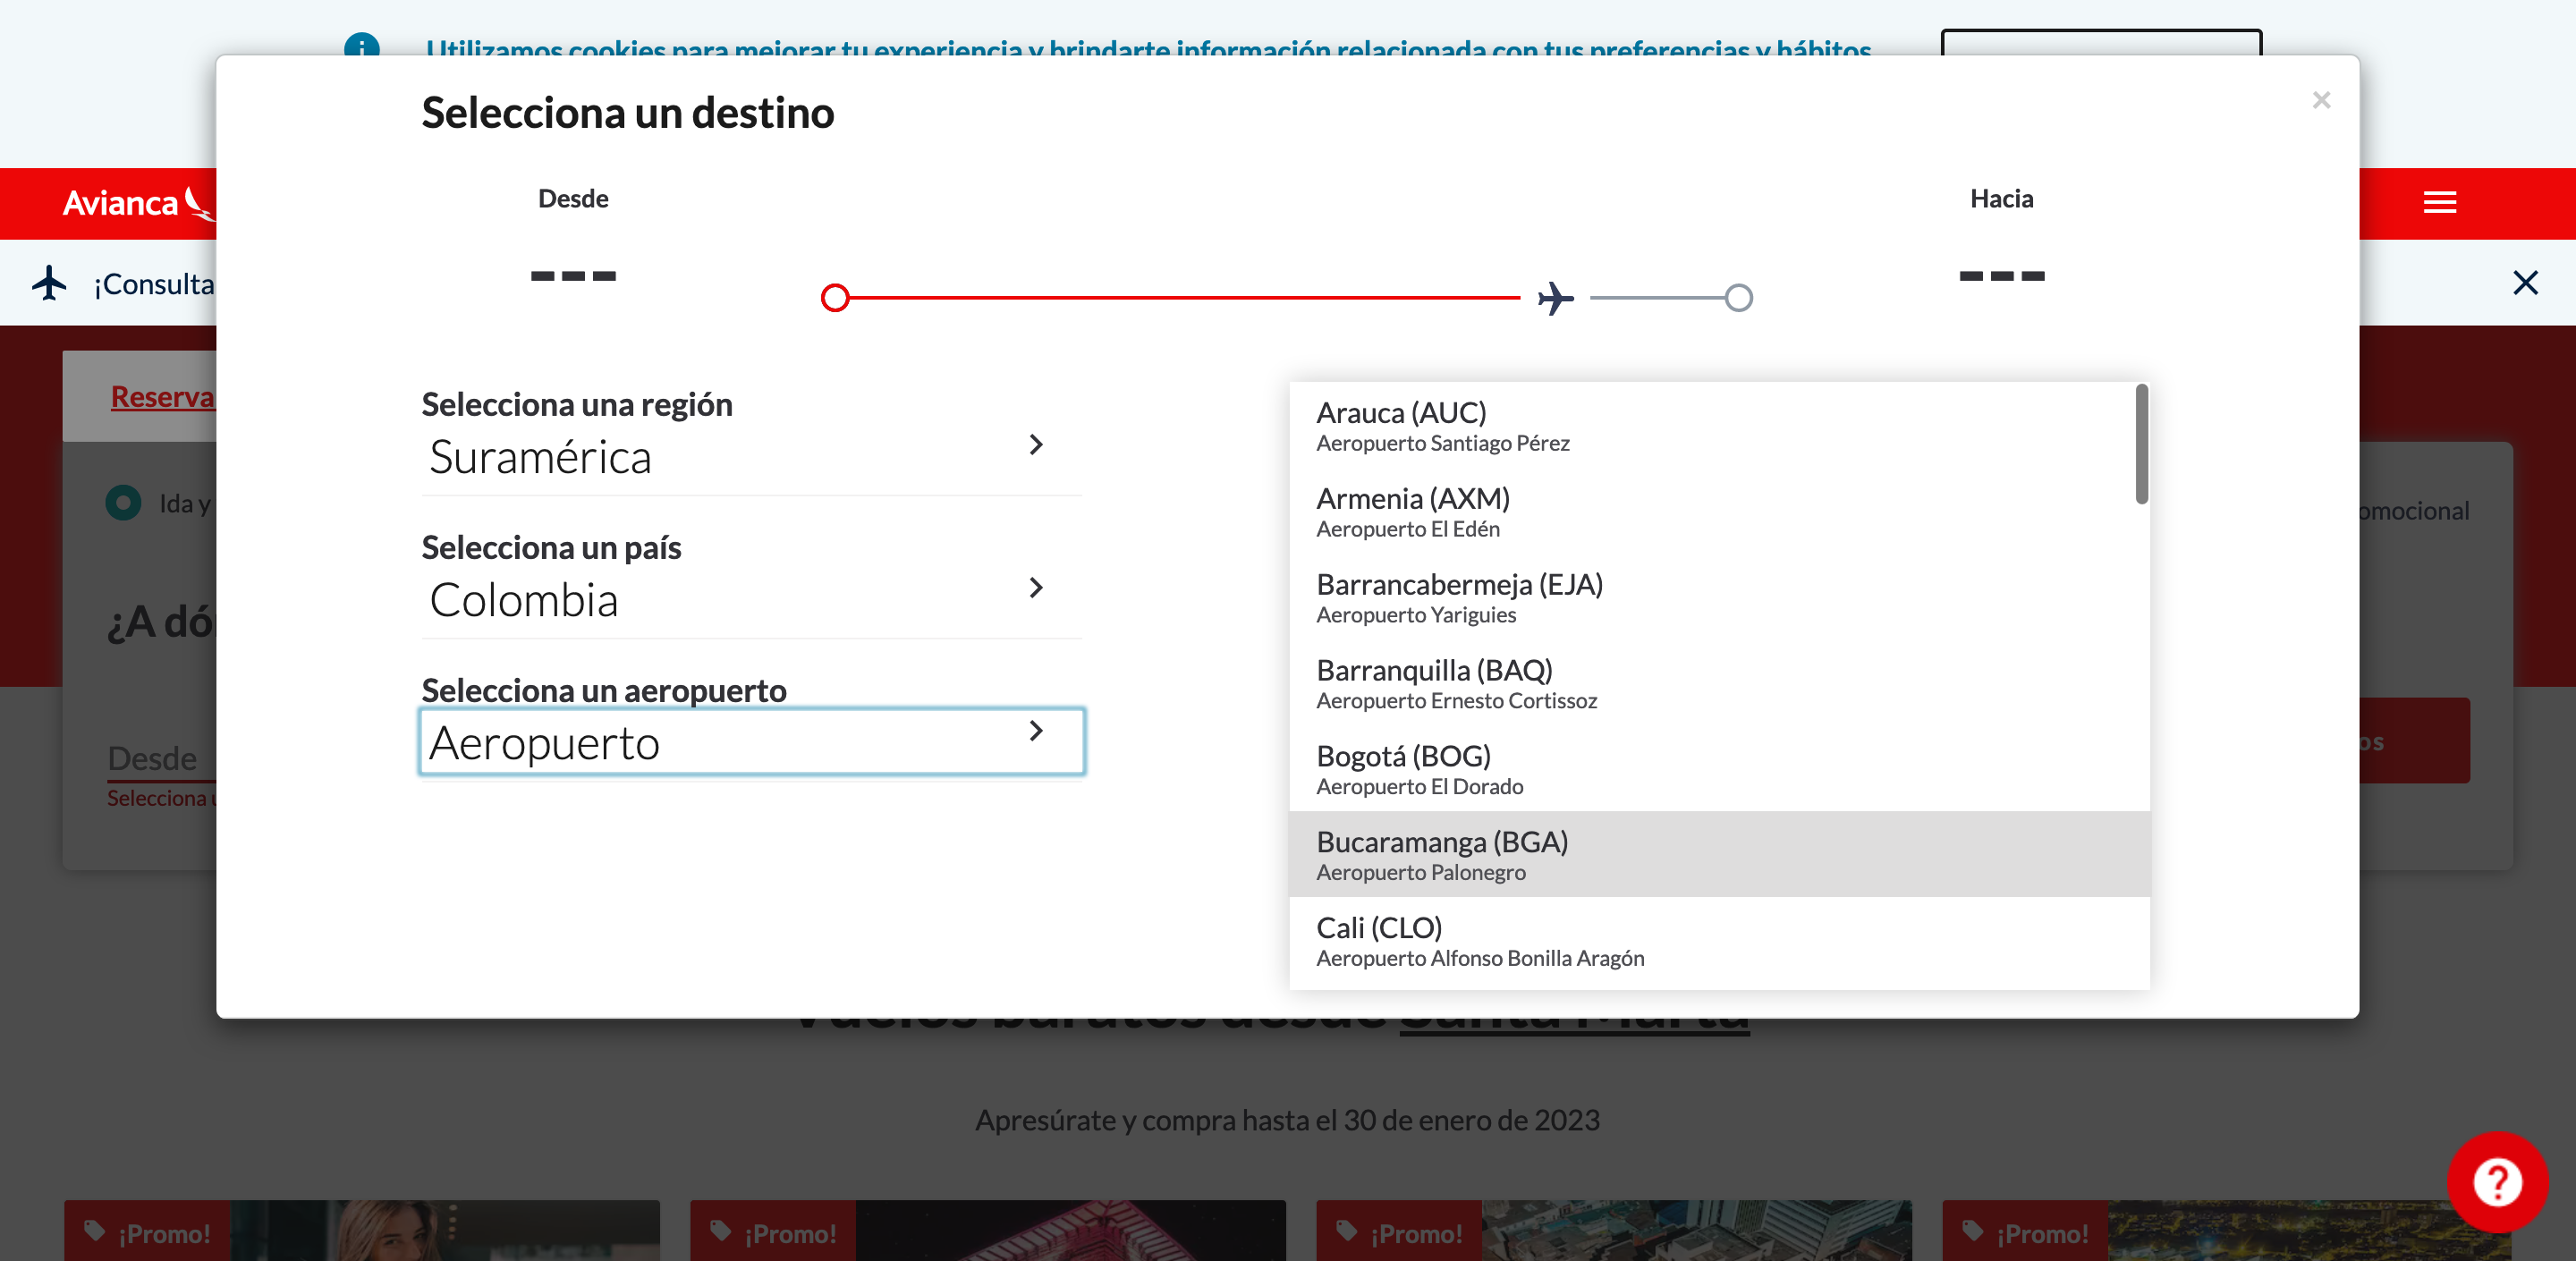 Utilizamos cookies para mejorar tu experiencia y brindarte información relacionada con tus preferencias y hábitos
Selecciona un destino
×
Avianca
Desde
Hacia
---
---
¡Consulta
Reserva
Selecciona una región
Suramérica
Selecciona un país
Colombia
Selecciona un aeropuerto
Aeropuerto
Arauca (AUC)
Aeropuerto Santiago Pérez
Armenia (AXM)
Aeropuerto El Edén
Barrancabermeja (EJA)
Aeropuerto Yariguies
Barranquilla (BAQ)
Aeropuerto Ernesto Cortissoz
Bogotá (BOG)
Aeropuerto El Dorado
Bucaramanga (BGA)
Aeropuerto Palonegro
Cali (CLO)
Aeropuerto Alfonso Bonilla Aragón
Ida y
omocional
¿A dó
Desde
Selecciona
os
Vuelos baratos desde Santa Marta
Apresúrate y compra hasta el 30 de enero de 2023
¡Promo!
¡Promo!
¡Promo!
¡Promo!
?